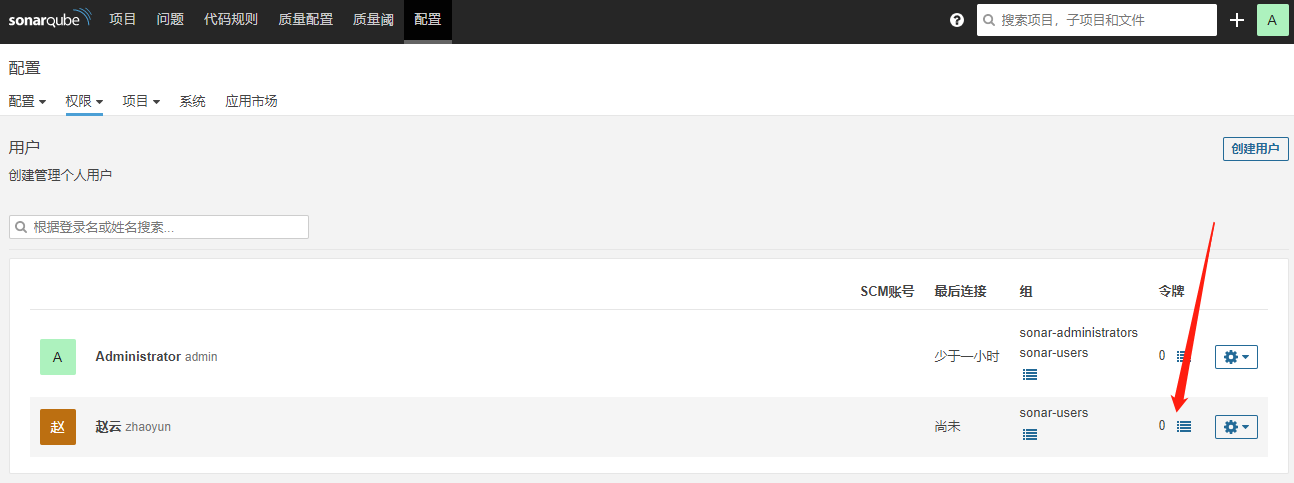 sonarqube 项目 问题 代码规则 质量配置 质量阈 配置 ? 搜索项目，子项目和文件 + A
配置
配置 权限 项目 系统 应用市场
用户
创建用户
创建管理个人用户
根据登录名或姓名搜索...
SCM账号 最后连接 组 令牌
A Administrator admin 少于一小时 sonar-administrators 0
sonar-users
赵 赵云 zhaoyun 尚未 sonar-users 0